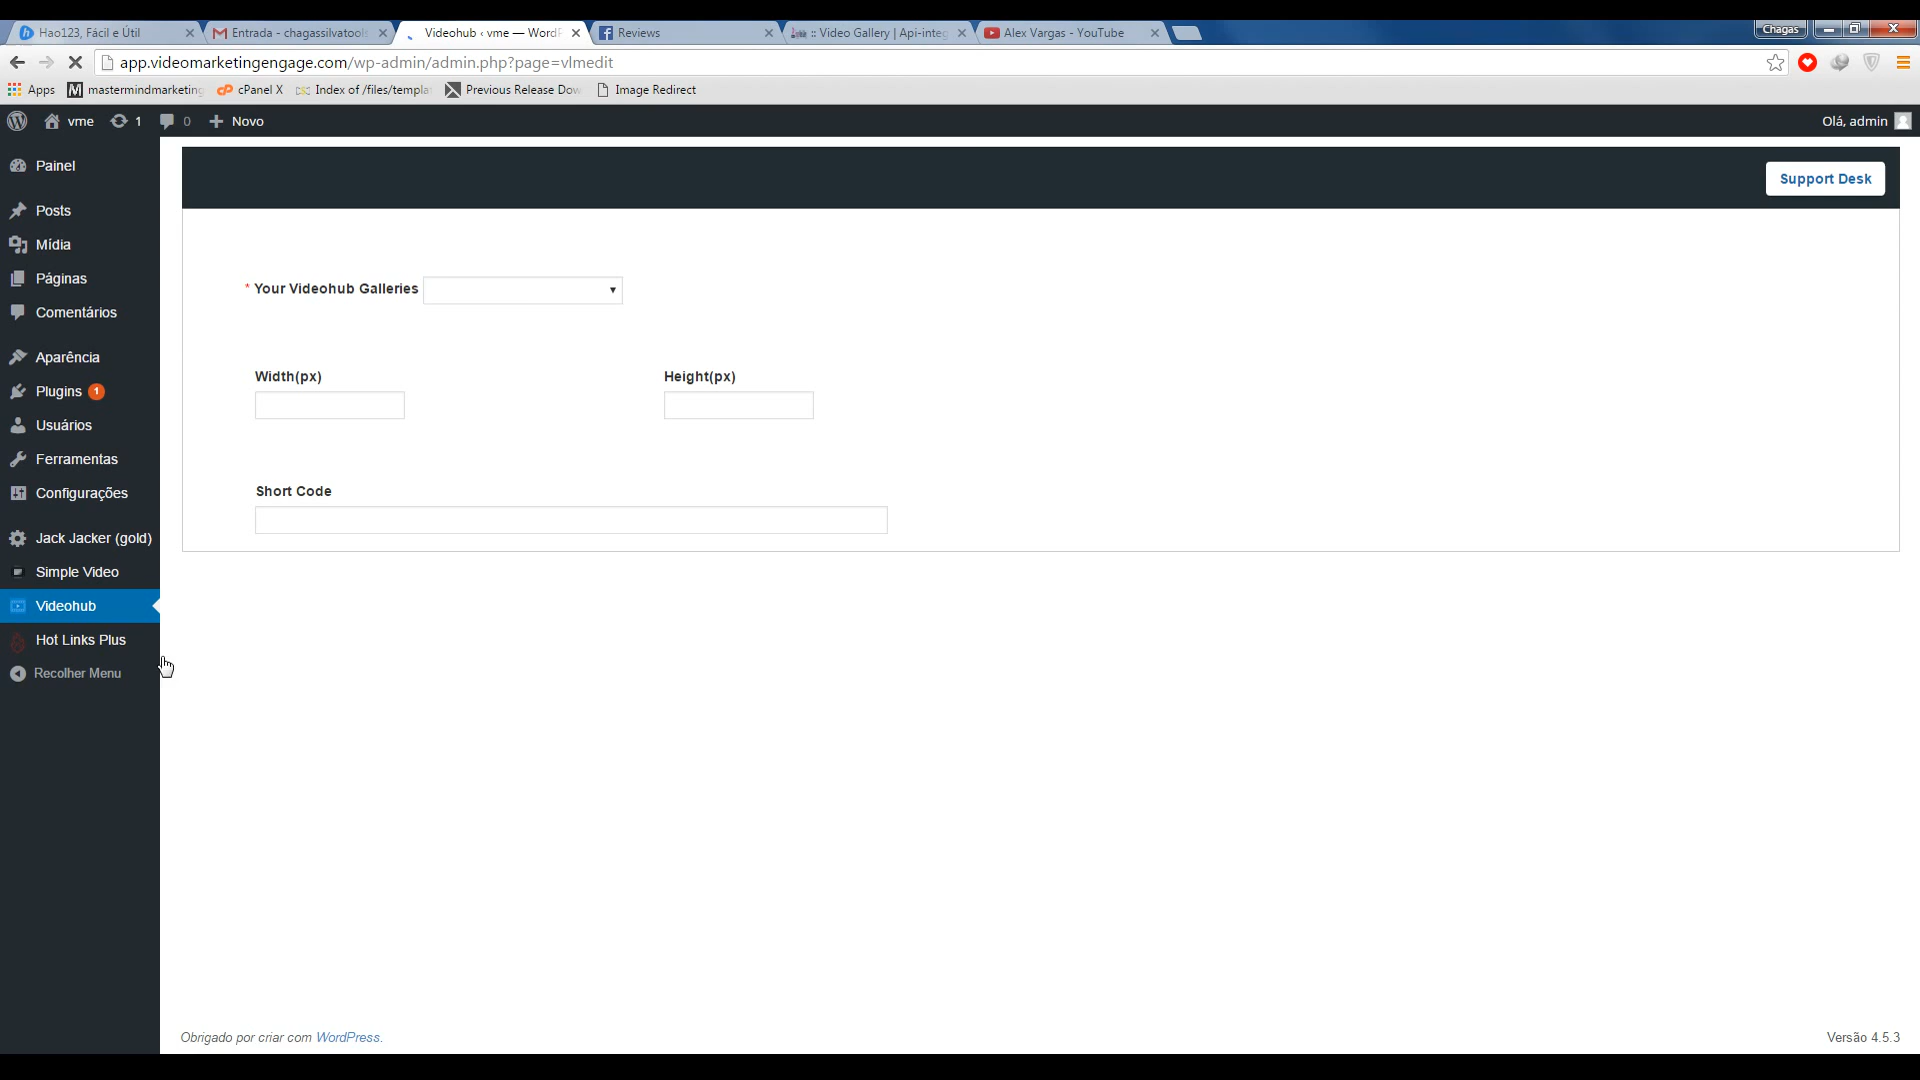 Hao123, Fácil e Útil
Entrada - chagassilvatools
Videohub ‹ vme — WordP
Reviews
:: Video Gallery | Api-integ
Alex Vargas - YouTube
Chagas
app.videomarketingengage.com/wp-admin/admin.php?page=vlmedit
Apps
mastermindmarketing
cPanel X
Index of /files/templa
Previous Release Dow
Image Redirect
vme
1
0
Novo
Olá, admin
Painel
Posts
Mídia
Páginas
Comentários
Aparência
Plugins 1
Usuários
Ferramentas
Configurações
Jack Jacker (gold)
Simple Video
Videohub
Hot Links Plus
Recolher Menu
Support Desk
* Your Videohub Galleries
Width(px)
Height(px)
Short Code
Obrigado por criar com WordPress.
Versão 4.5.3